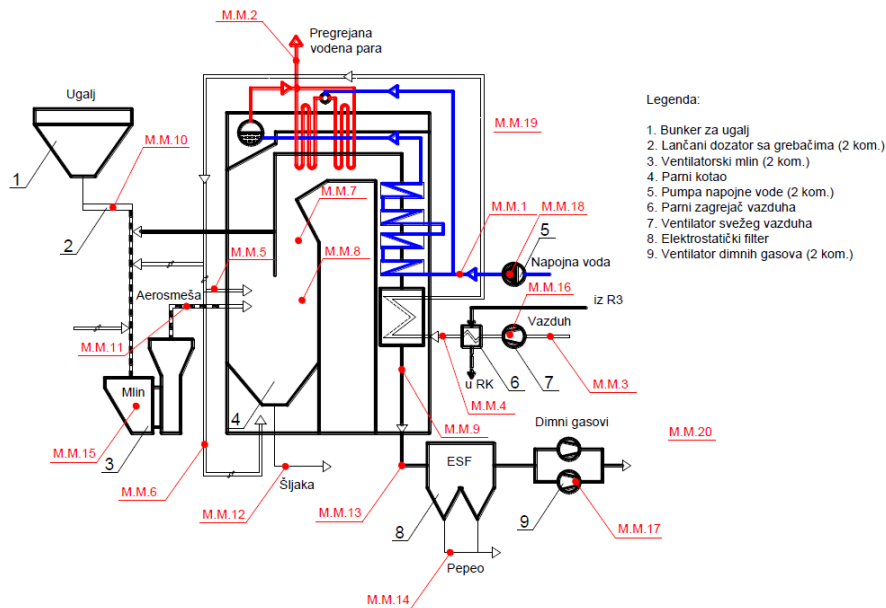 M.M.2
Pregrejana
vodena para
Ugalj
M.M.10
1
2
M.M.19
M.M.7
M.M.5
M.M.8
M.M.1
M.M.18
5
Napojna voda
Aerosmeša
iz R3
M.M.16
Vazduh
M.M.11
u RK
6
7
M.M.3
M.M.4
Mlin
4
M.M.15
3
M.M.9
Dimni gasovi
M.M.20
ESF
M.M.6
Šljaka
M.M.12
M.M.13
8
9
M.M.17
Pepeo
M.M.14
Legenda:
1. Bunker za ugalj
2. Lančani dozator sa grebačima (2 kom.)
3. Ventilatorski mlin (2 kom.)
4. Parni kotao
5. Pumpa napojne vode (2 kom.)
6. Parni zagrejač vazduha
7. Ventilator svežeg vazduha
8. Elektrostatički filter
9. Ventilator dimnih gasova (2 kom.)